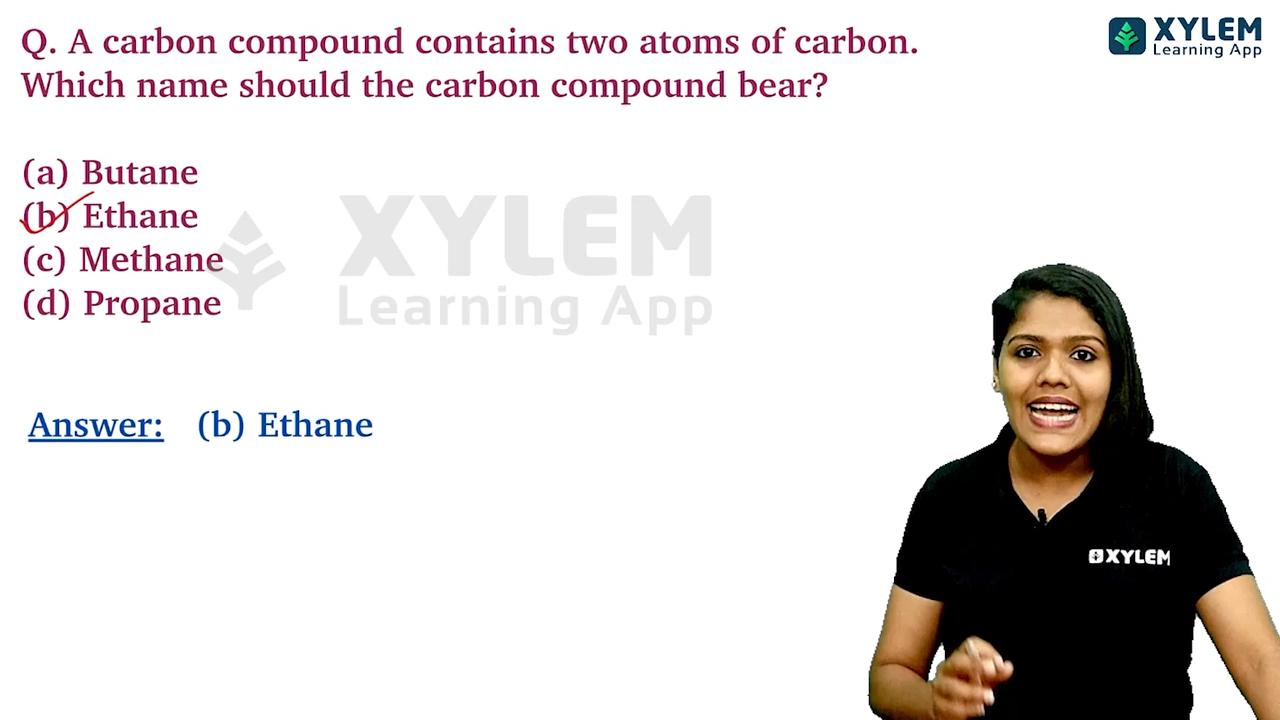 Q. A carbon compound contains two atoms of carbon.
Which name should the carbon compound bear?
XYLEM
Learning App
(a) Butane
(b) Ethane
(c) Methane
(d) Propane
XYLEM
Learning App
Answer: (b) Ethane
XYLEM